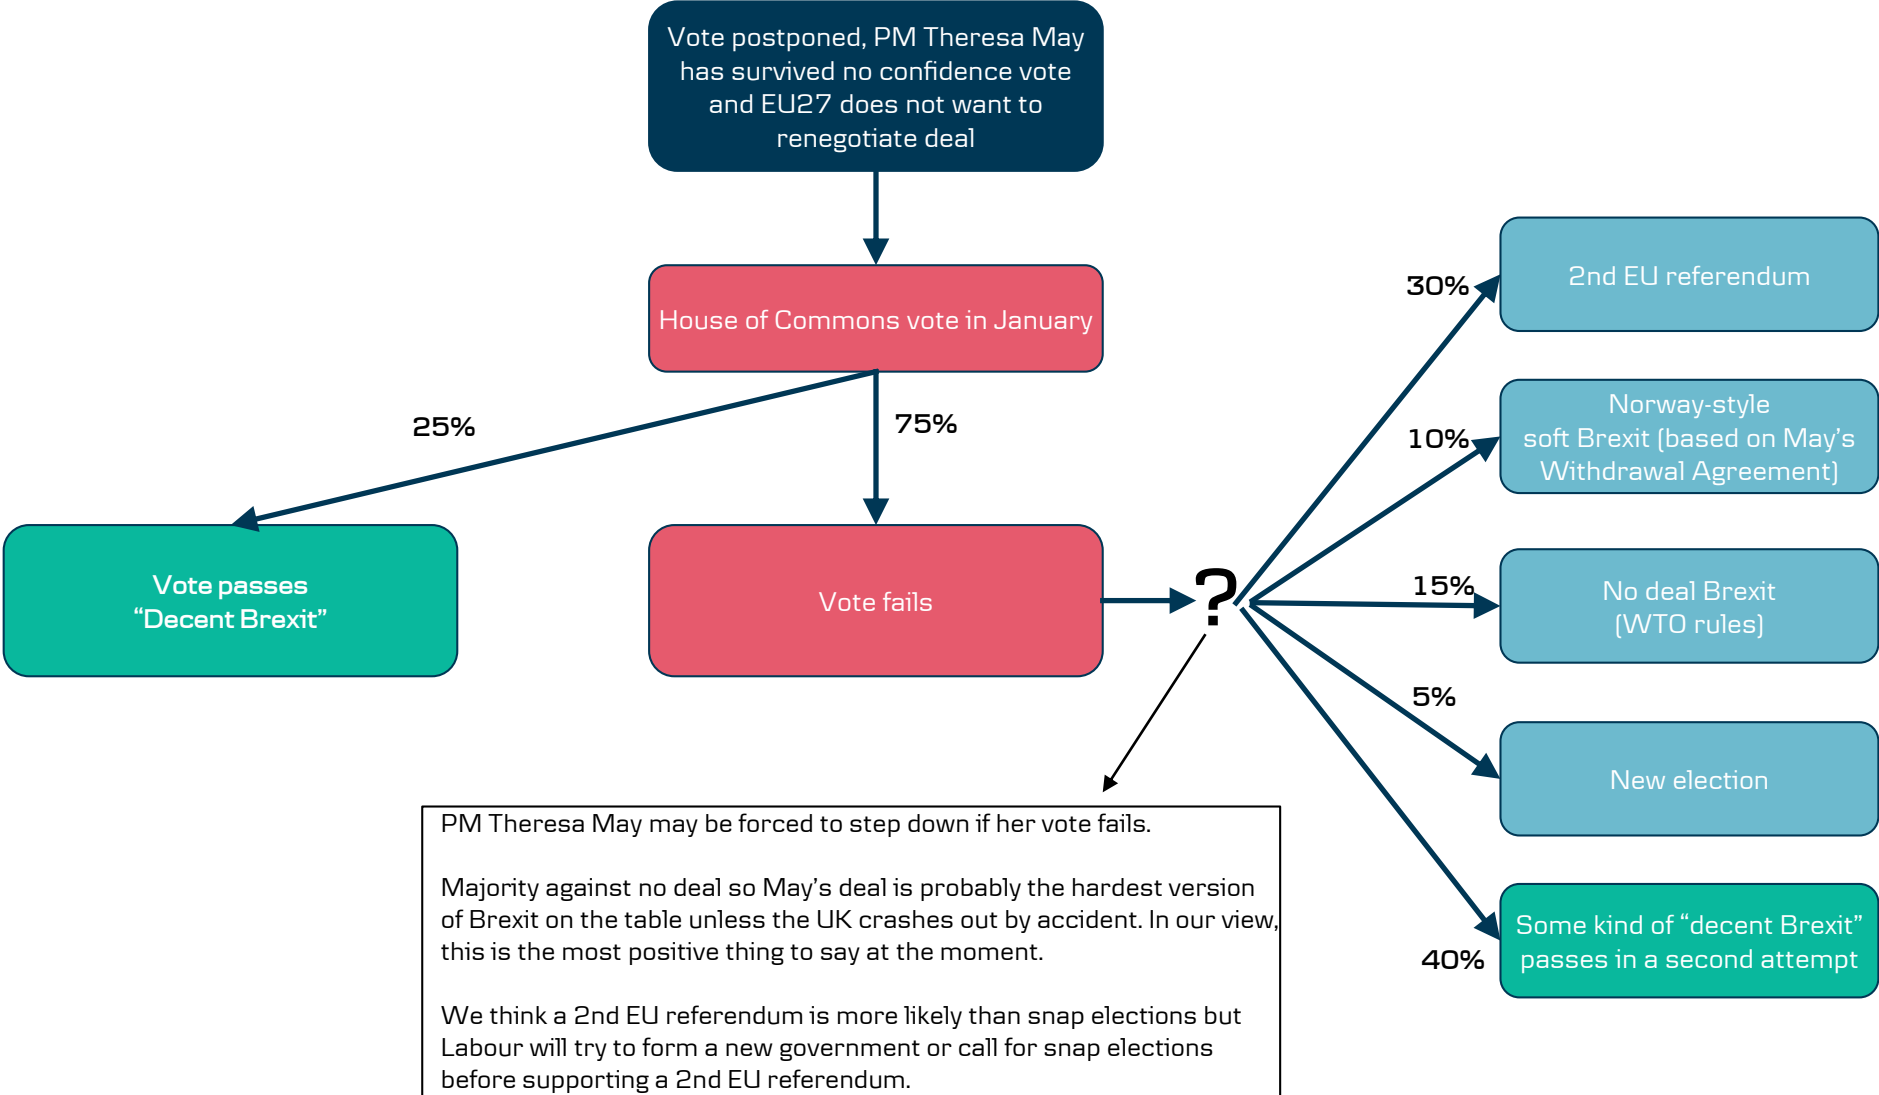 Vote postponed, PM Theresa May
has survived no confidence vote
and EU27 does not want to
renegotiate deal
House of Commons vote in January
25%
75%
Vote passes
“Decent Brexit”
Vote fails
?
30%
2nd EU referendum
10%
Norway-style
soft Brexit (based on May’s
Withdrawal Agreement)
15%
No deal Brexit
(WTO rules)
5%
New election
40%
Some kind of “decent Brexit”
passes in a second attempt
PM Theresa May may be forced to step down if her vote fails.
Majority against no deal so May’s deal is probably the hardest version
of Brexit on the table unless the UK crashes out by accident. In our view,
this is the most positive thing to say at the moment.
We think a 2nd EU referendum is more likely than snap elections but
Labour will try to form a new government or call for snap elections
before supporting a 2nd EU referendum.